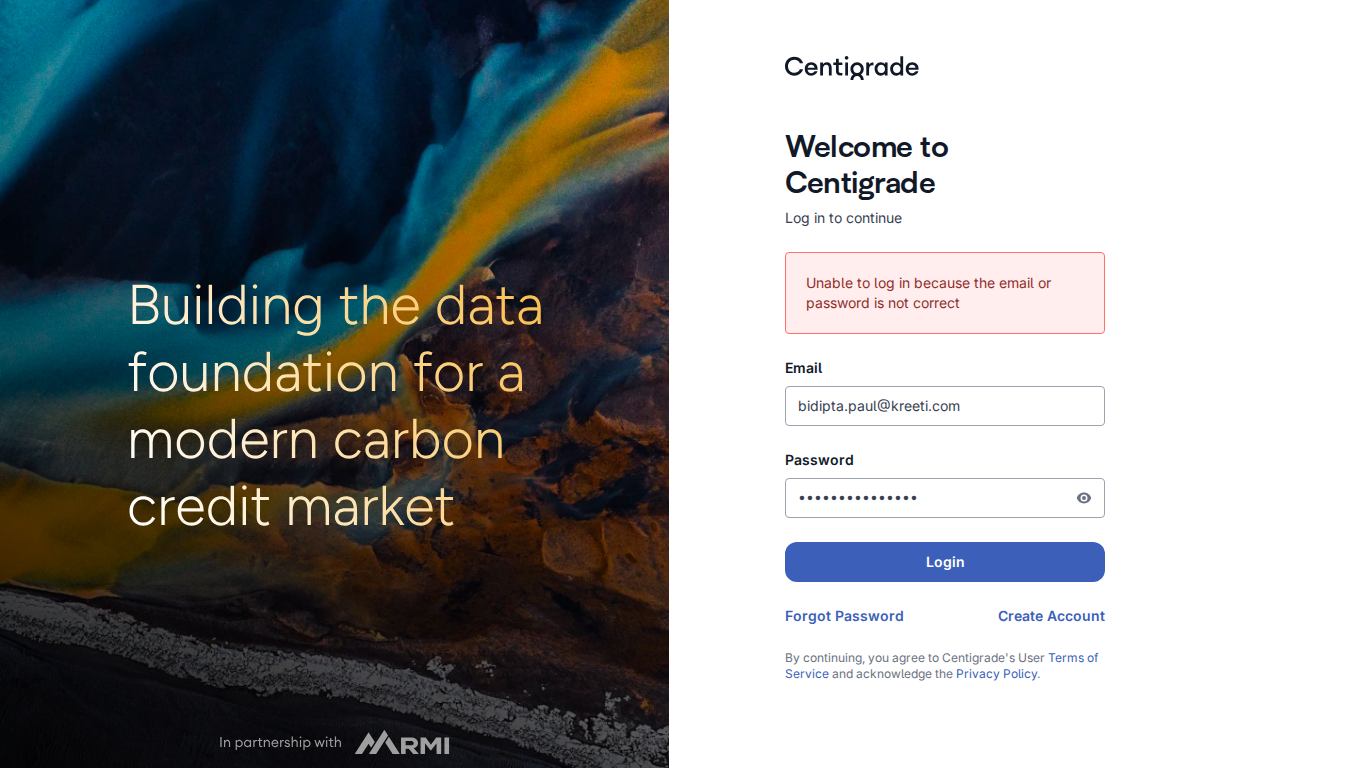 Building the data
foundation for a
modern carbon
credit market
In partnership with RMI
Centigrade
Welcome to
Centigrade
Log in to continue
Unable to log in because the email or
password is not correct
Email
bidipta.paul@kreeti.com
Password
•••••••••••••••
Login
Forgot Password Create Account
By continuing, you agree to Centigrade's User Terms of
Service and acknowledge the Privacy Policy.